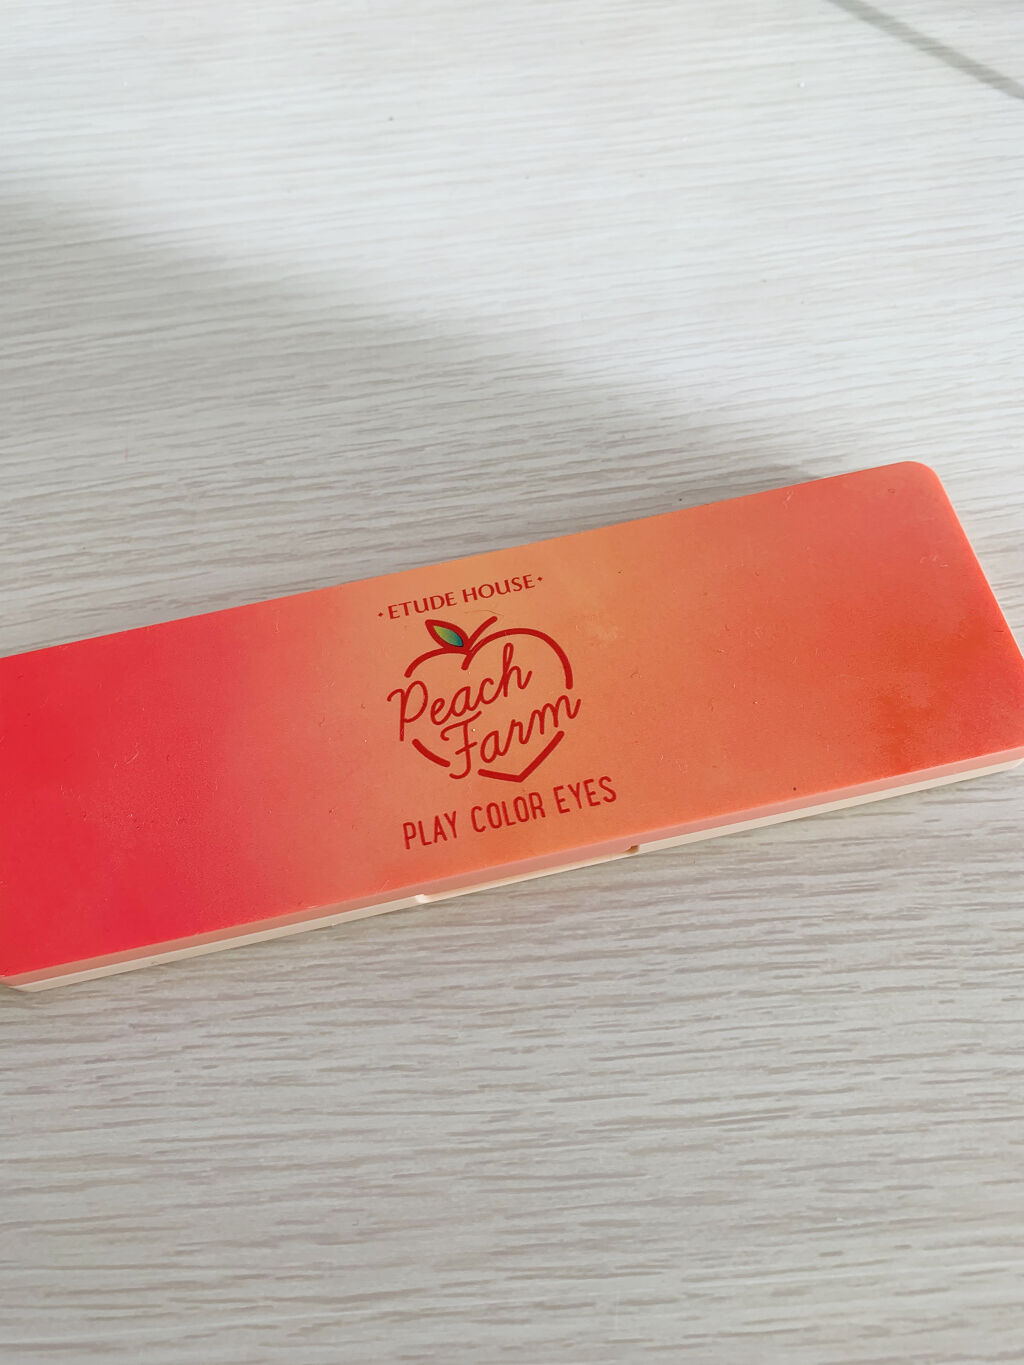 •ETUDE HOUSE•
Peach
Farm
PLAY COLOR EYES